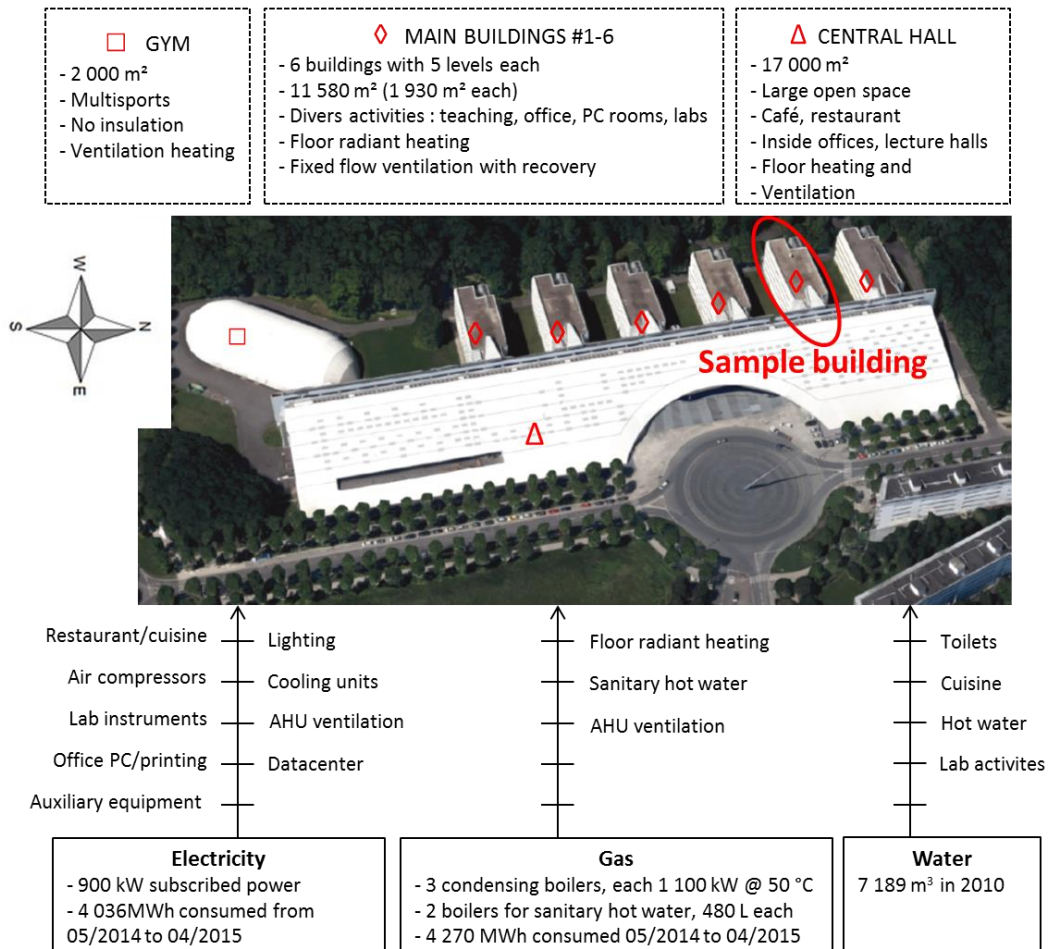 GYM
- 2 000 m²
- Multisports
- No insulation
- Ventilation heating
MAIN BUILDINGS #1-6
- 6 buildings with 5 levels each
- 11 580 m² (1 930 m² each)
- Divers activities : teaching, office, PC rooms, labs
- Floor radiant heating
- Fixed flow ventilation with recovery
CENTRAL HALL
- 17 000 m²
- Large open space
- Café, restaurant
- Inside offices, lecture halls
- Floor heating and
- Ventilation
W
S
N
E
Sample building
Restaurant/cuisine
Air compressors
Lab instruments
Office PC/printing
Auxiliary equipment
Lighting
Cooling units
AHU ventilation
Datacenter
Floor radiant heating
Sanitary hot water
AHU ventilation
Toilets
Cuisine
Hot water
Lab activites
Electricity
- 900 kW subscribed power
- 4 036MWh consumed from
05/2014 to 04/2015
Gas
- 3 condensing boilers, each 1 100 kW @ 50 °C
- 2 boilers for sanitary hot water, 480 L each
- 4 270 MWh consumed 05/2014 to 04/2015
Water
7 189 m³ in 2010